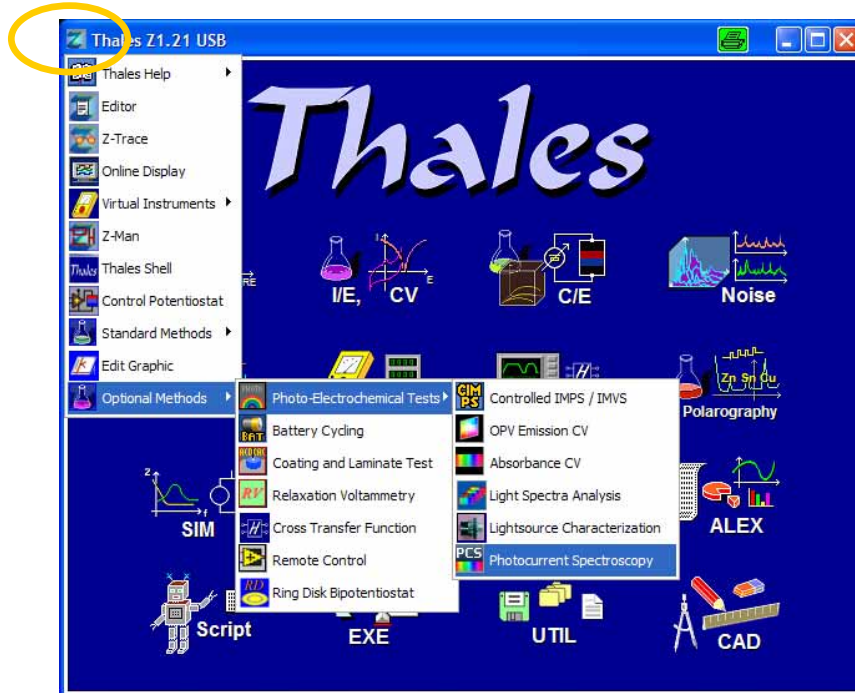 Thales Z1.21 USB
Thales Help
Editor
Z-Trace
Online Display
Virtual Instruments
Z-Man
Thales Thales Shell
Control Potentiostat
Standard Methods
Edit Graphic
Optional Methods
Photo-Electrochemical Tests
BAT Battery Cycling
Coating and Laminate Test
RV Relaxation Voltammetry
H Cross Transfer Function
Remote Control
RD Ring Disk Bipotentiostat
CIMPS Controlled IMPS / IMVS
OPV Emission CV
Absorbance CV
Light Spectra Analysis
Lightsource Characterization
PCS Photocurrent Spectroscopy
Thales
RE
I E
I/E, CV
C/E
Noise
H
Zn Sn Cu
Polarography
Z f
SIM
ALEX
Script
EXE
UTIL
CAD